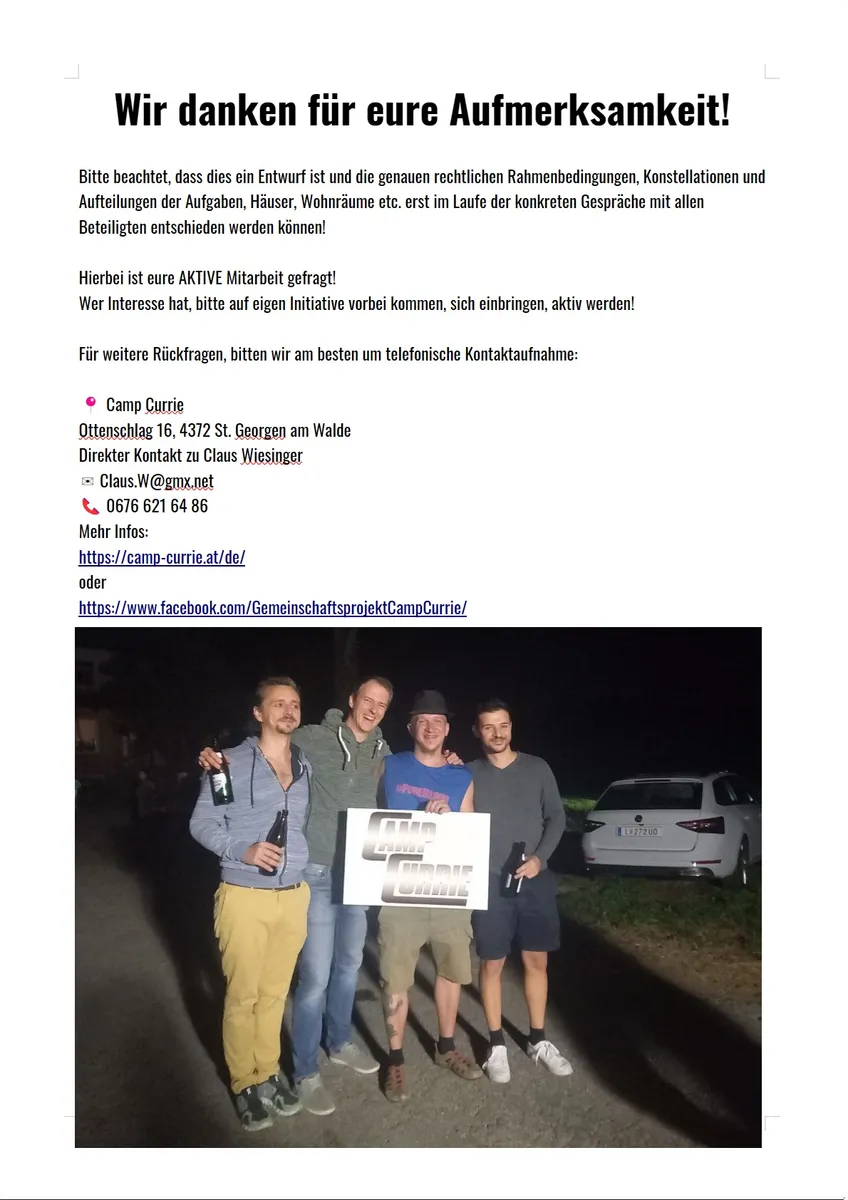 Wir danken für eure Aufmerksamkeit!
Bitte beachtet, dass dies ein Entwurf ist und die genauen rechtlichen Rahmenbedingungen, Konstellationen und
Aufteilungen der Aufgaben, Häuser, Wohnräume etc. erst im Laufe der konkreten Gespräche mit allen
Beteiligten entschieden werden können!
Hierbei ist eure AKTIVE Mitarbeit gefragt!
Wer Interesse hat, bitte auf eigen Initiative vorbei kommen, sich einbringen, aktiv werden!
Für weitere Rückfragen, bitten wir am besten um telefonische Kontaktaufnahme:
Camp Currie
Ottenschlag 16, 4372 St. Georgen am Walde
Direkter Kontakt zu Claus Wiesinger
Claus.W@gmx.net
0676 621 64 86
Mehr Infos:
https://camp-currie.at/de/
oder
https://www.facebook.com/GemeinschaftsprojektCampCurrie/
CAMP
CURRIE